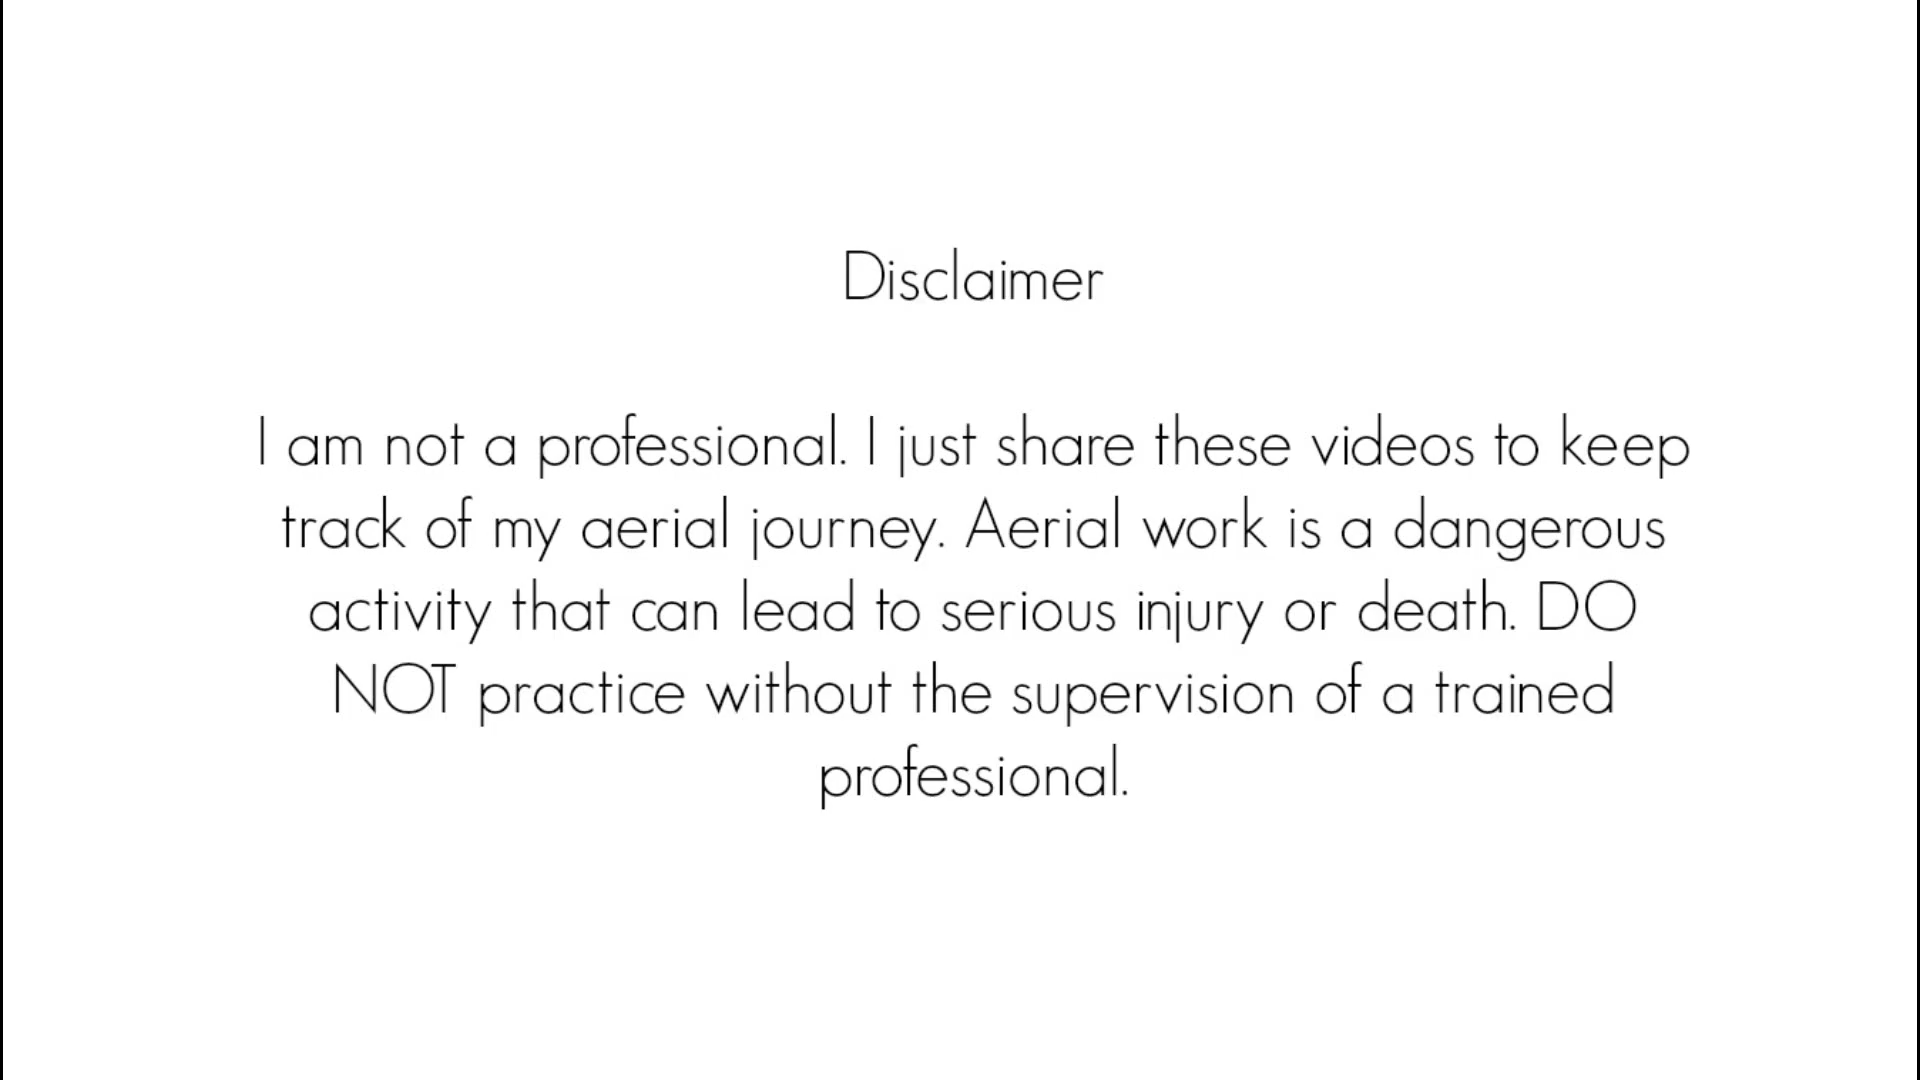 Disclaimer
I am not a professional. I just share these videos to keep
track of my aerial journey. Aerial work is a dangerous
activity that can lead to serious injury or death. DO
NOT practice without the supervision of a trained
professional.